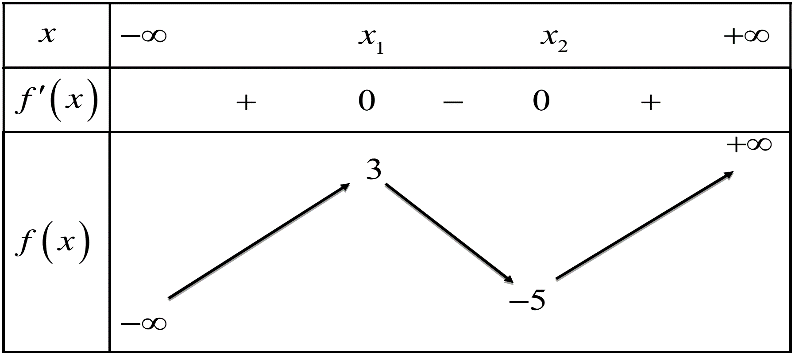 x −∞ x₁ x₂ +∞
f′(x) + 0 − 0 +
+∞
3
f(x)
−5
−∞